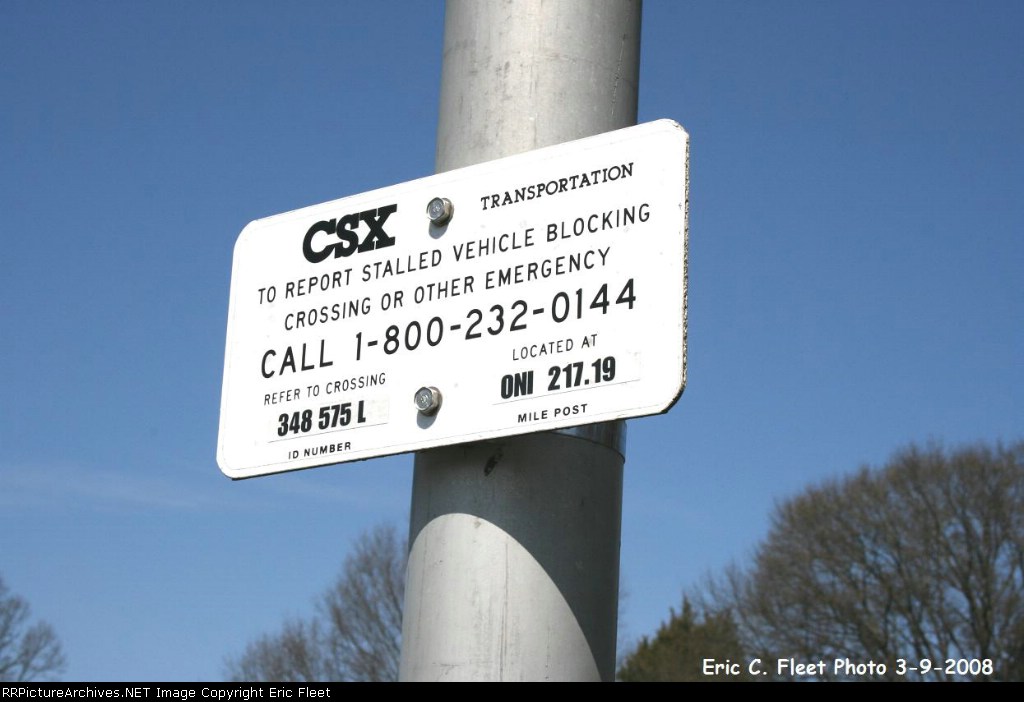 CSX TRANSPORTATION
TO REPORT STALLED VEHICLE BLOCKING
CROSSING OR OTHER EMERGENCY
CALL 1-800-232-0144
REFER TO CROSSING
348 575 L
ID NUMBER
LOCATED AT
ONI 217.19
MILE POST
Eric C. Fleet Photo 3-9-2008
RRPictureArchives.NET Image Copyright Eric Fleet